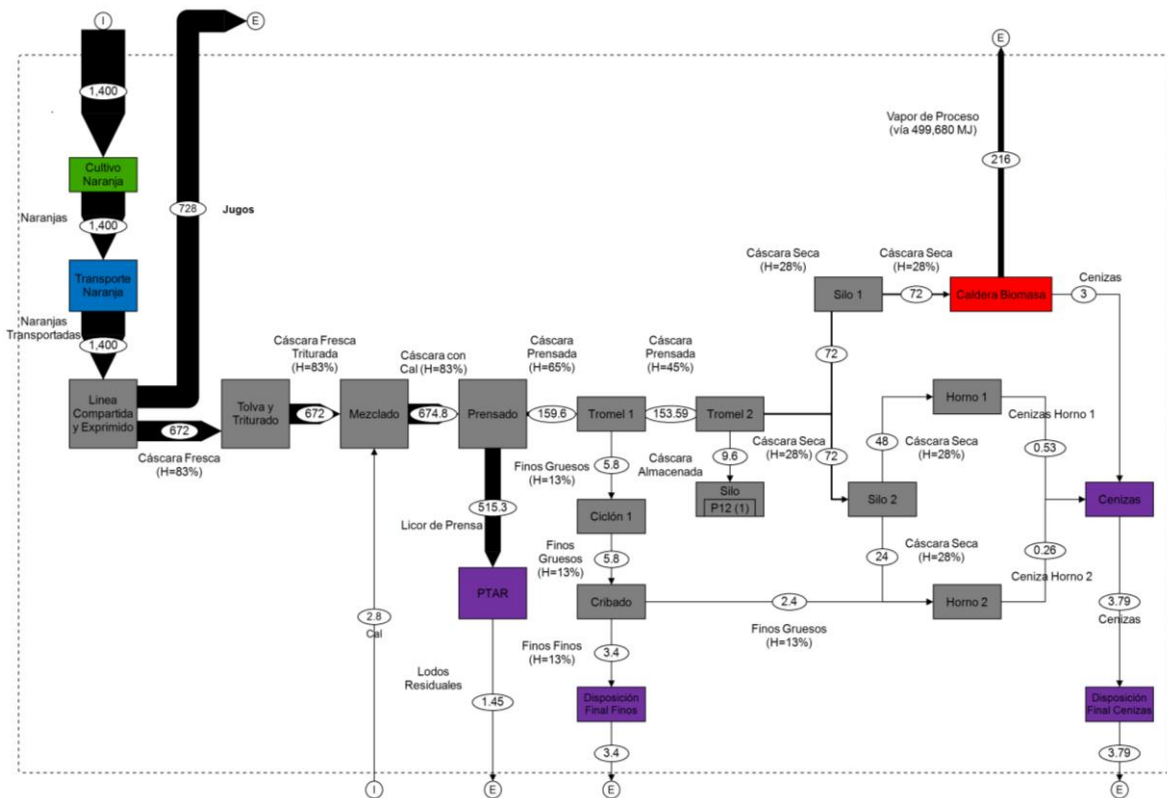 I
E
E
1,400
Vapor de Proceso
(vía 499,680 MJ)
216
Cultivo
Naranja
Naranjas
1,400
728
Jugos
Transporte
Naranja
Cáscara Seca
(H=28%)
Cáscara Seca
(H=28%)
Cenizas
Silo 1
72
Caldera Biomasa
3
Naranjas
Transportadas
1,400
Cáscara Fresca
Triturada
(H=83%)
Cáscara con
Cal (H=83%)
Cáscara
Prensada
(H=65%)
Cáscara
Prensada
(H=45%)
72
Linea
Compartida
y Exprimido
672
Cáscara Fresca
(H=83%)
Tolva y
Triturado
672
Mezclado
674.8
Prensado
159.6
Tromel 1
153.59
Tromel 2
Horno 1
Cenizas Horno 1
0.53
48
Cáscara Seca
(H=28%)
Cáscara Seca
(H=28%)
72
Finos Gruesos
(H=13%)
5.8
Cáscara
Almacenada
9.6
Silo
P12 (1)
Silo 2
Cenizas
Licor de Prensa
515.3
Ciclón 1
Finos
Gruesos
(H=13%)
5.8
24
Cáscara Seca
(H=28%)
0.26
Ceniza Horno 2
PTAR
Cribado
2.4
Finos Gruesos
(H=13%)
Horno 2
3.79
Cenizas
2.8
Cal
Finos Finos
(H=13%)
3.4
Lodos
Residuales
1.45
Disposición
Final Finos
Disposición
Final Cenizas
3.4
3.79
I
E
E
E